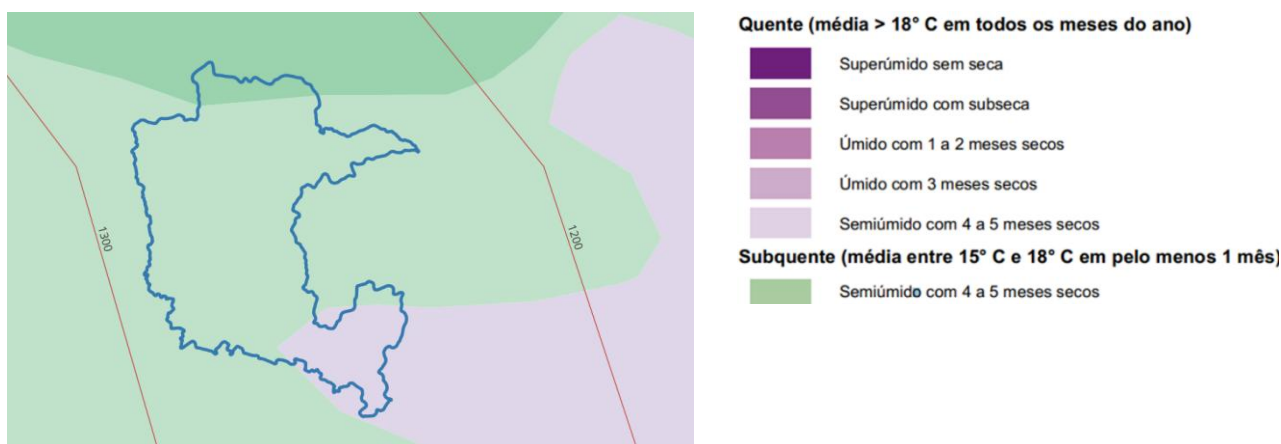 1300
1200
Quente (média > 18° C em todos os meses do ano)
Superúmido sem seca
Superúmido com subseca
Úmido com 1 a 2 meses secos
Úmido com 3 meses secos
Semiúmido com 4 a 5 meses secos
Subquente (média entre 15° C e 18° C em pelo menos 1 mês)
Semiúmido com 4 a 5 meses secos